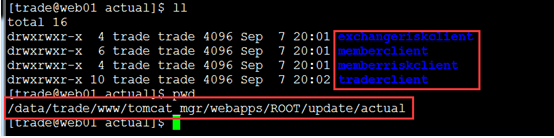 [trade@web01 actual]$ ll
total 16
drwxrwxr-x  4 trade trade 4096 Sep  7 20:01 exchangeriskclient
drwxrwxr-x  6 trade trade 4096 Sep  7 20:01 memberclient
drwxrwxr-x  4 trade trade 4096 Sep  7 20:01 memberriskclient
drwxrwxr-x 10 trade trade 4096 Sep  7 20:02 traderclient
[trade@web01 actual]$ pwd
/data/trade/www/tomcat_mgr/webapps/ROOT/update/actual
[trade@web01 actual]$